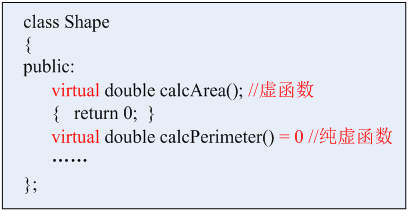 class Shape
{
public:
virtual double calcArea(); //虚函数
{ return 0; }
virtual double calcPerimeter() = 0 //纯虚函数
……
};